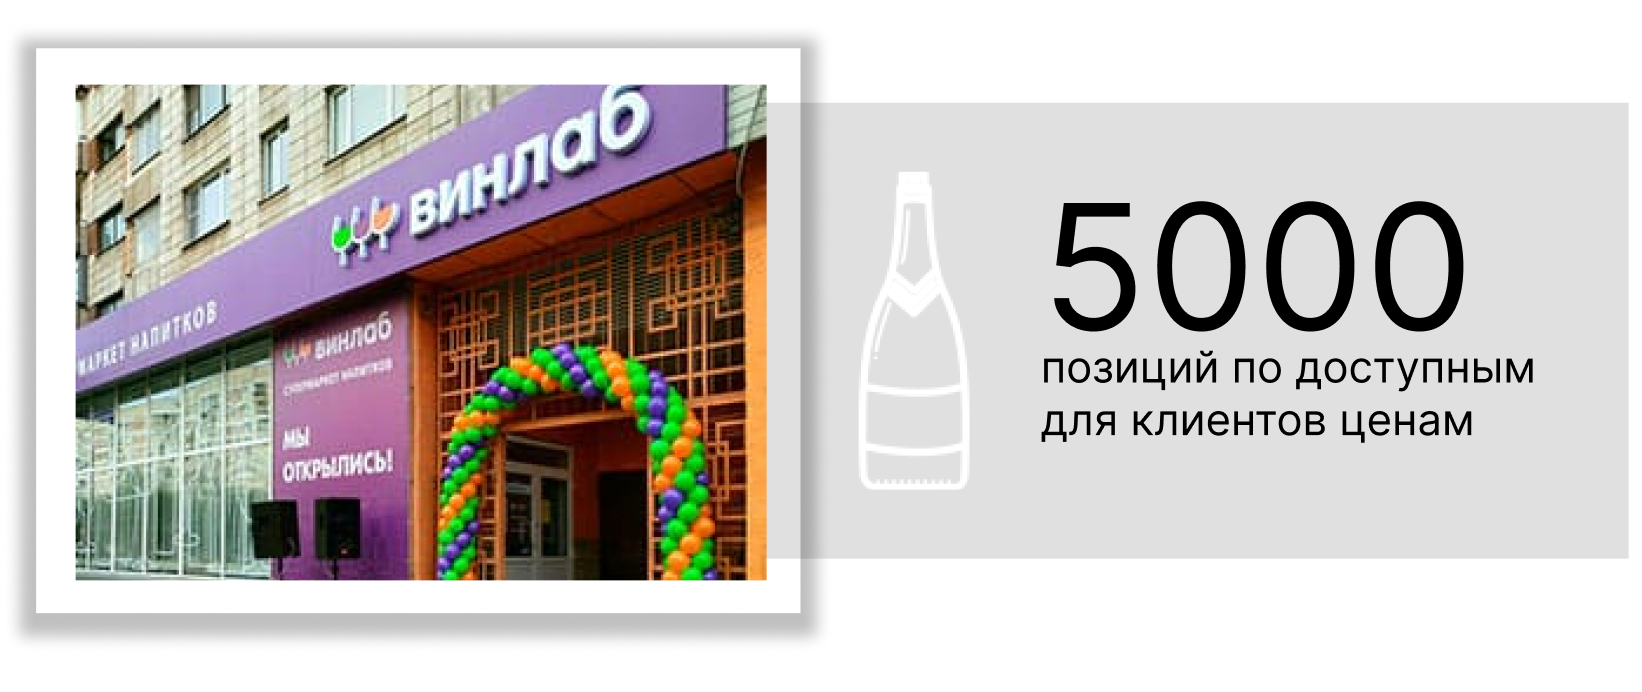 винлаб
МАРКЕТ НАПИТКОВ
винлаб
СУПЕРМАРКЕТ НАПИТКОВ
МЫ
ОТКРЫЛИСЬ!
5000
позиций по доступным
для клиентов ценам